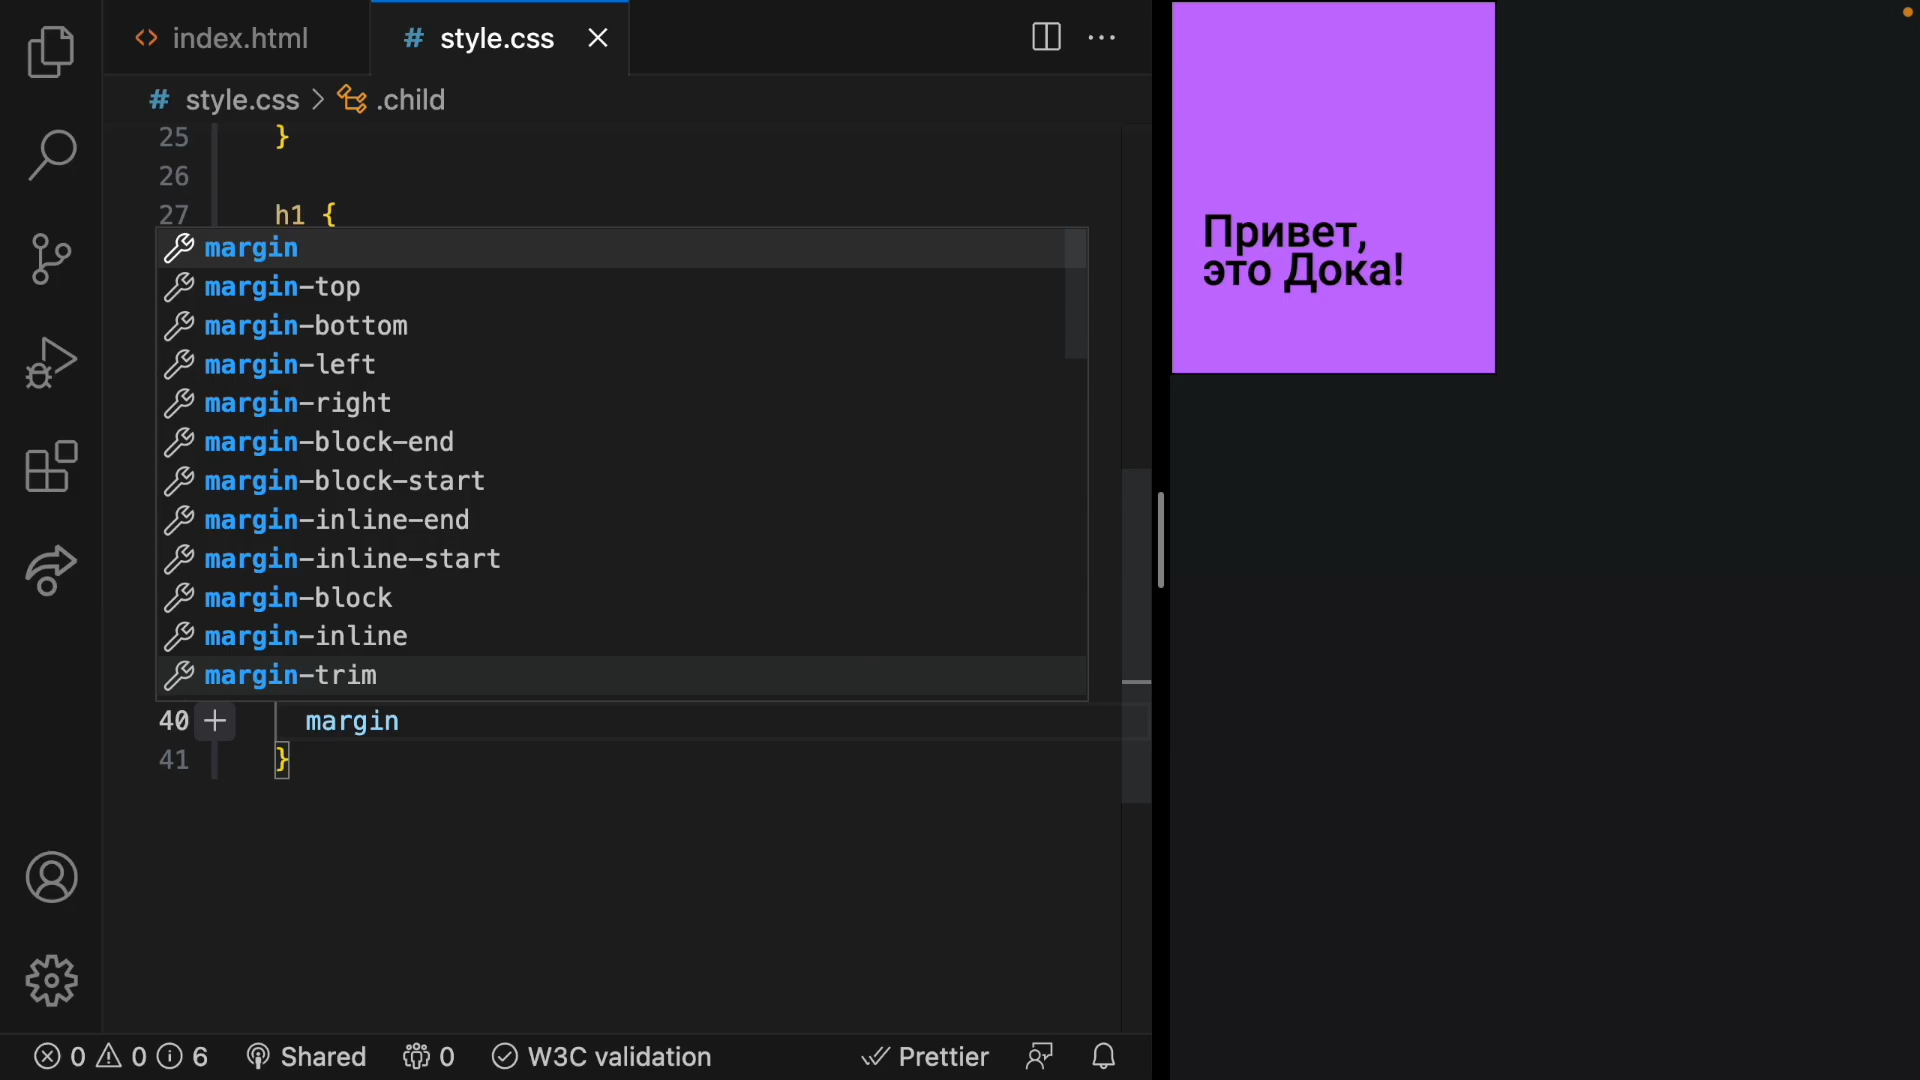 index.html
# style.css
# style.css > .child
25 }
26
27 h1 {
margin
margin-top
margin-bottom
margin-left
margin-right
margin-block-end
margin-block-start
margin-inline-end
margin-inline-start
margin-block
margin-inline
margin-trim
40 margin
41 }
0 0 6 Shared 0 W3C validation Prettier
Привет,
это Дока!